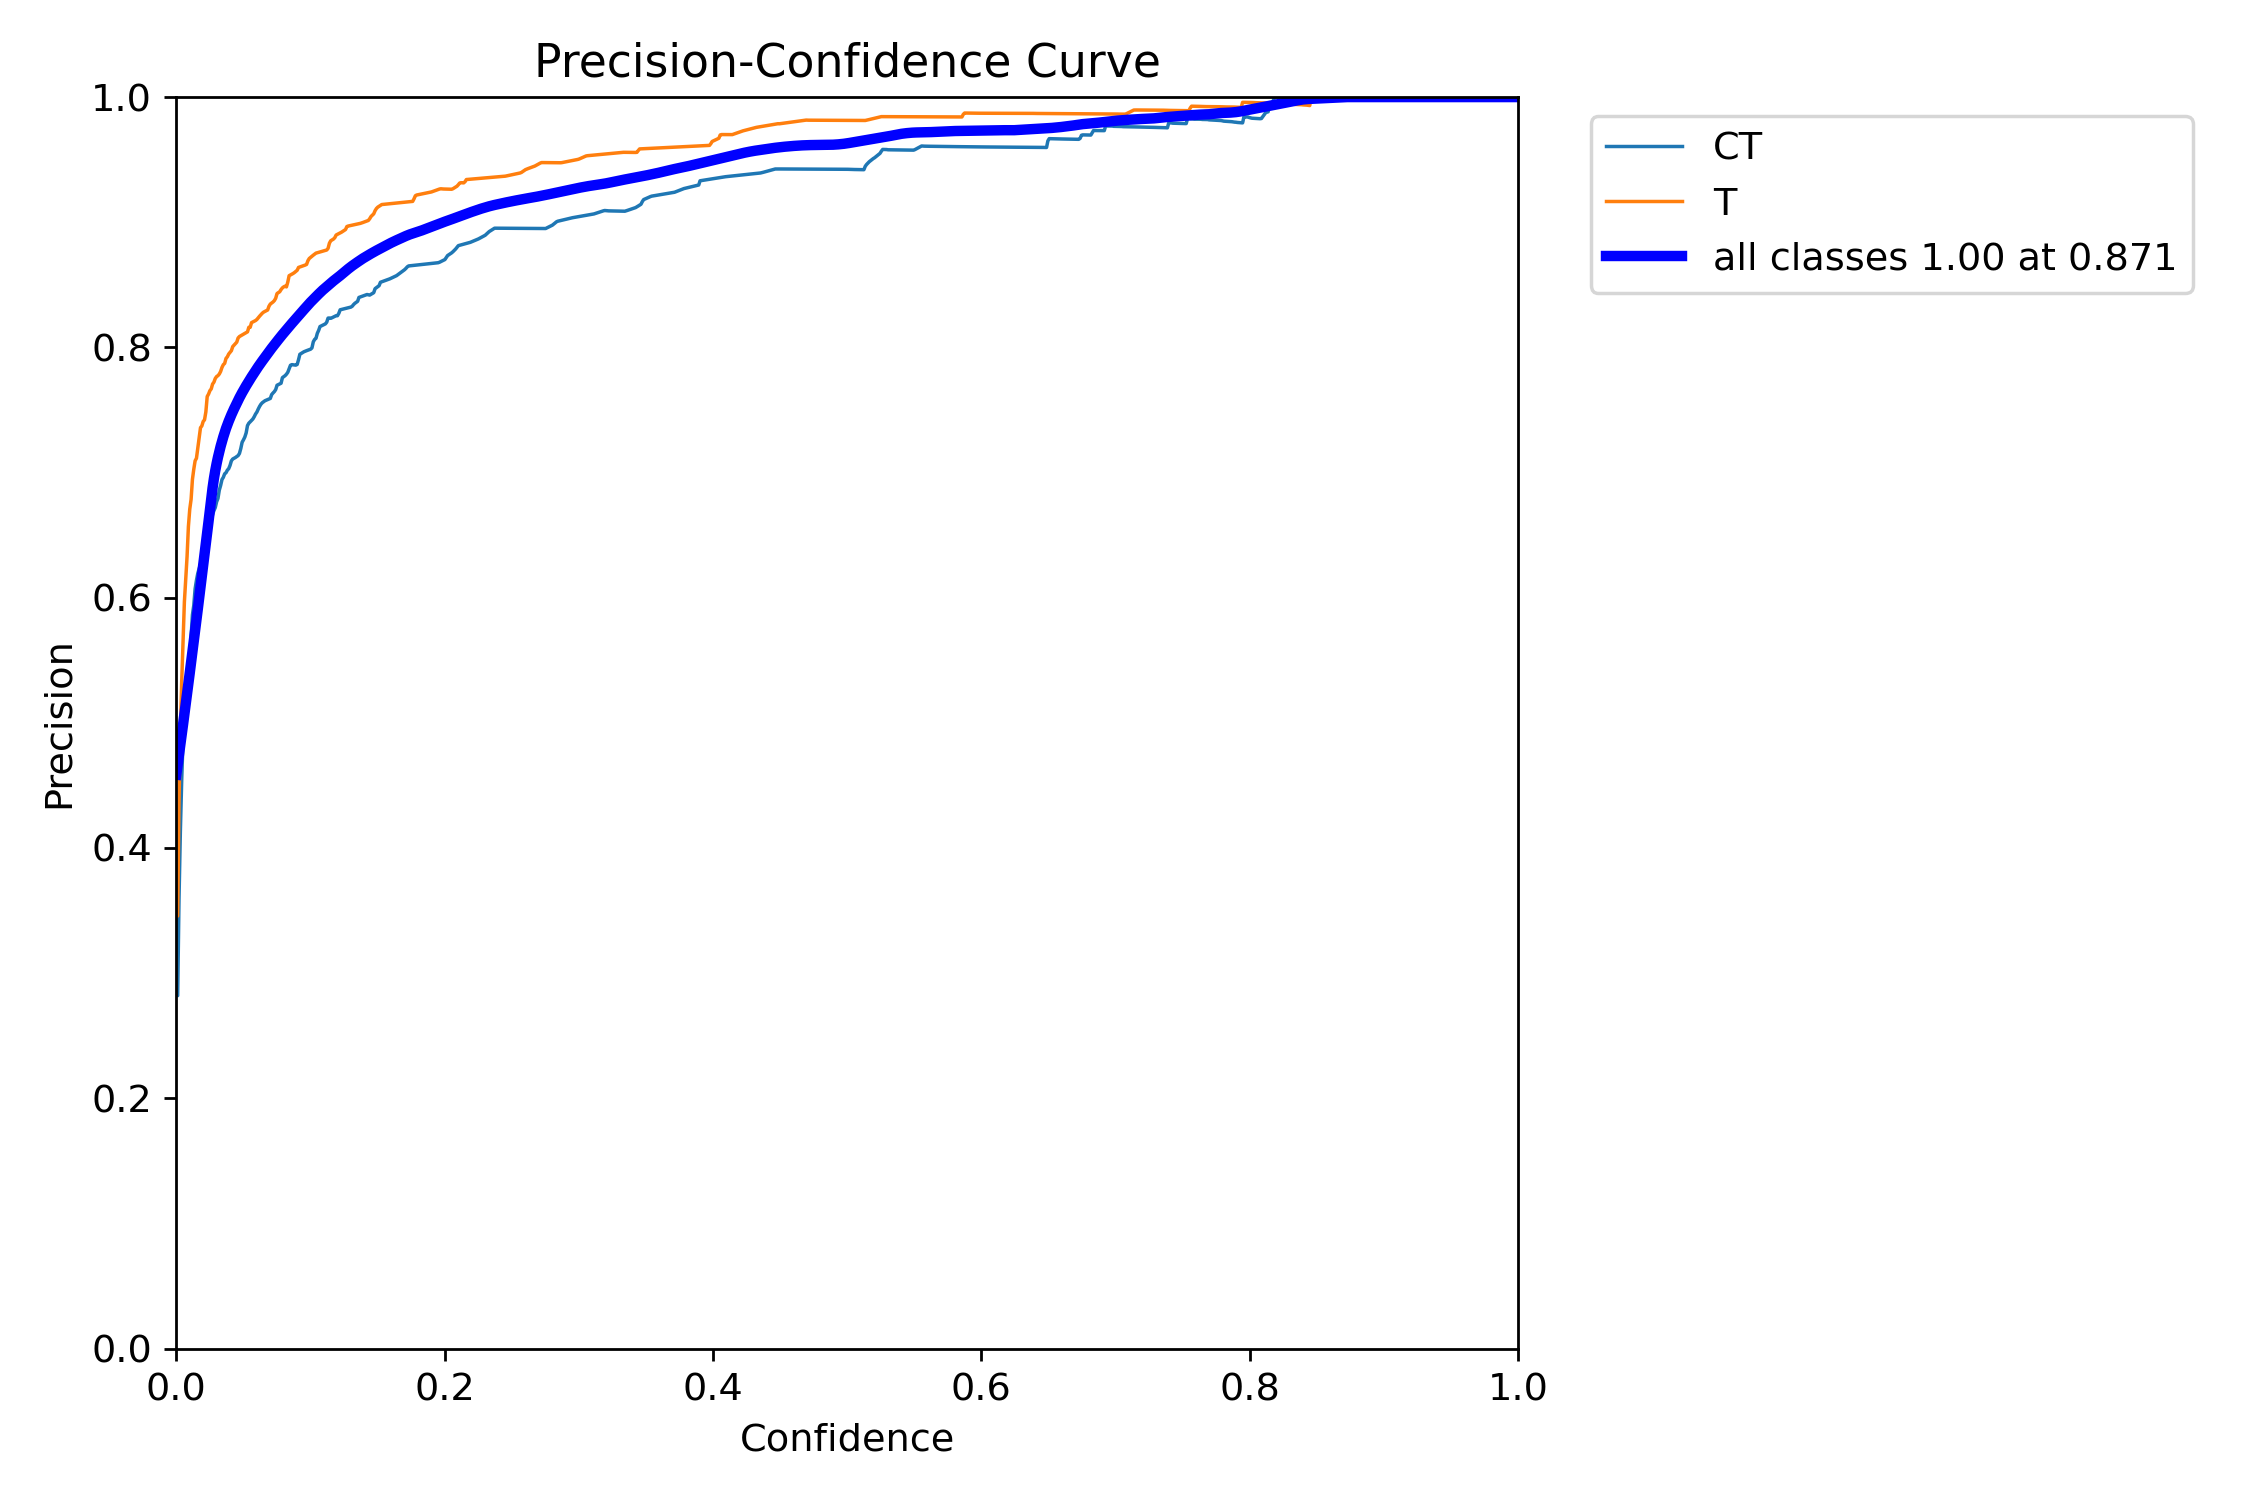 Precision-Confidence Curve
1.0
0.8
0.6
0.4
0.2
0.0
Precision
0.0 0.2 0.4 0.6 0.8 1.0
Confidence
CT
T
all classes 1.00 at 0.871